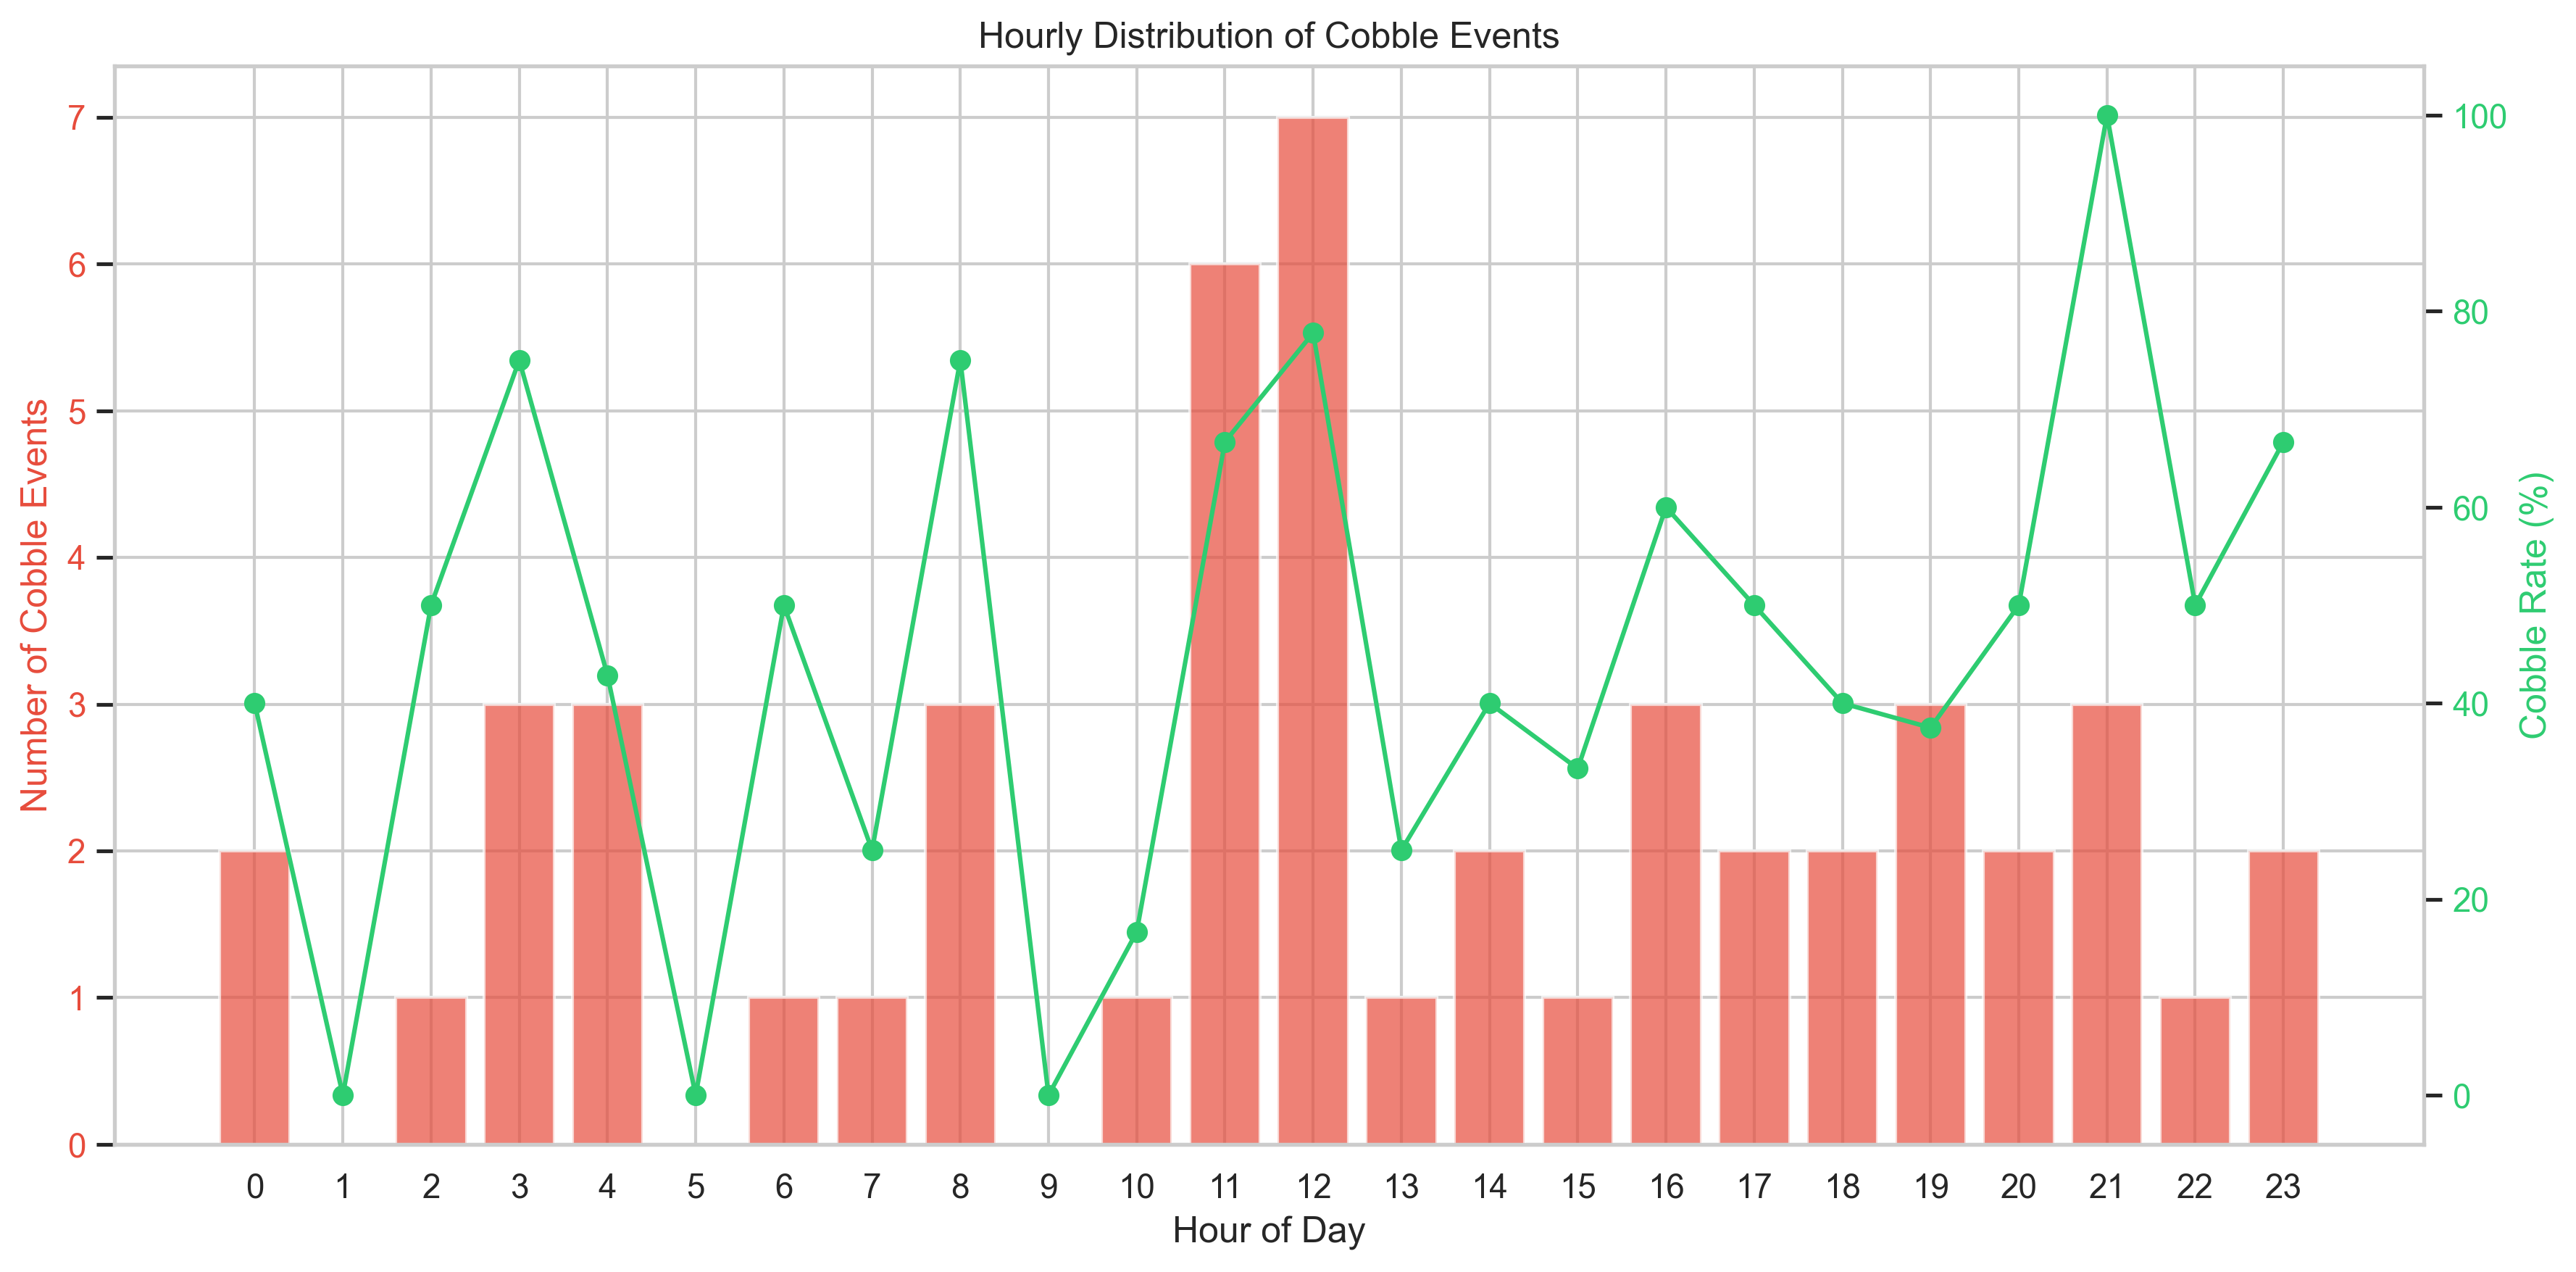 Hourly Distribution of Cobble Events
Number of Cobble Events
7
6
5
4
3
2
1
0
100
80
60
40
20
0
Cobble Rate (%)
0 1 2 3 4 5 6 7 8 9 10 11 12 13 14 15 16 17 18 19 20 21 22 23
Hour of Day